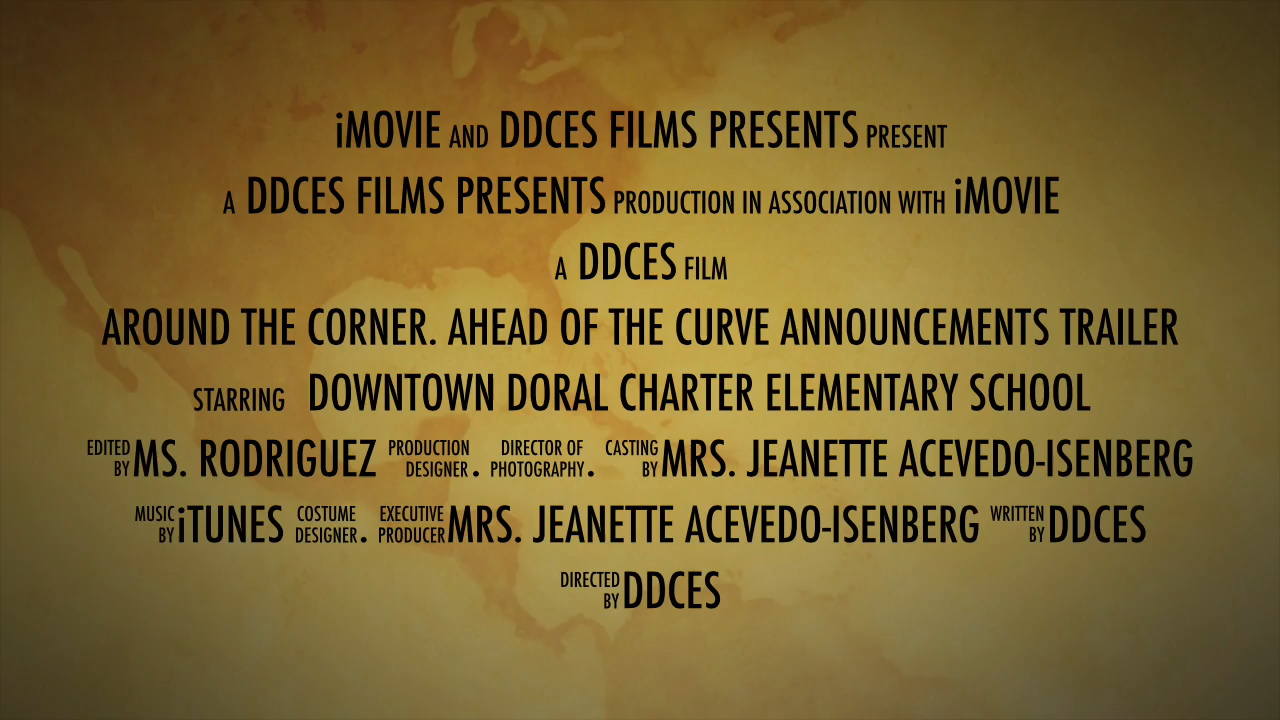 iMOVIE AND DDCES FILMS PRESENTS PRESENT
A DDCES FILMS PRESENTS PRODUCTION IN ASSOCIATION WITH iMOVIE
A DDCES FILM
AROUND THE CORNER. AHEAD OF THE CURVE ANNOUNCEMENTS TRAILER
STARRING DOWNTOWN DORAL CHARTER ELEMENTARY SCHOOL
EDITED BY MS. RODRIGUEZ PRODUCTION DESIGNER . DIRECTOR OF PHOTOGRAPHY . CASTING BY MRS. JEANETTE ACEVEDO-ISENBERG
MUSIC BY iTUNES COSTUME DESIGNER . EXECUTIVE PRODUCER MRS. JEANETTE ACEVEDO-ISENBERG WRITTEN BY DDCES
DIRECTED BY DDCES